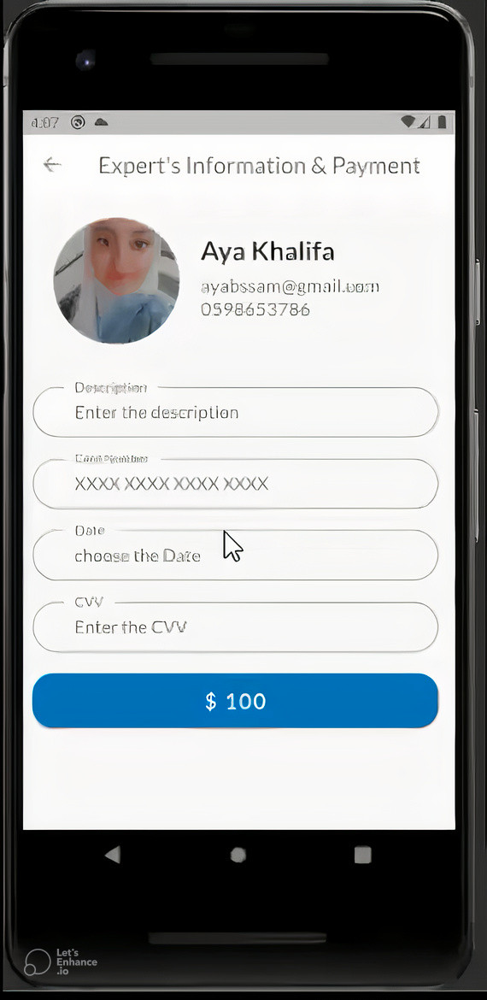 4:07
Expert's Information & Payment
Aya Khalifa
ayabssam@gmail.com
0598653786
Description
Enter the description
XXXX XXXX XXXX XXXX
Date
choose the Date
CVV
Enter the CVV
$ 100
Let's
Enhance
.io